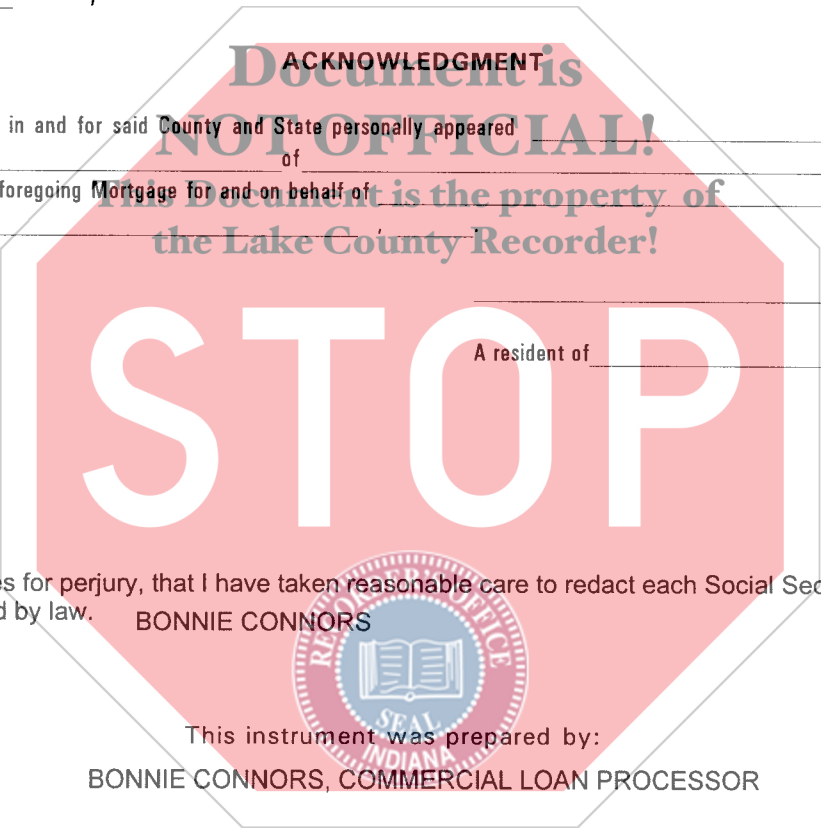 ACKNOWLEDGMENT
Document is
in and for said County and State personally appeared
NOT OFFICIAL!
of
foregoing Mortgage for and on behalf of
This Document is the property of
the Lake County Recorder!
STOP
A resident of
es for perjury, that I have taken reasonable care to redact each Social Sec
d by law. BONNIE CONNORS
RECORDER'S OFFICE
SEAL
INDIANA
This instrument was prepared by:
BONNIE CONNORS, COMMERCIAL LOAN PROCESSOR